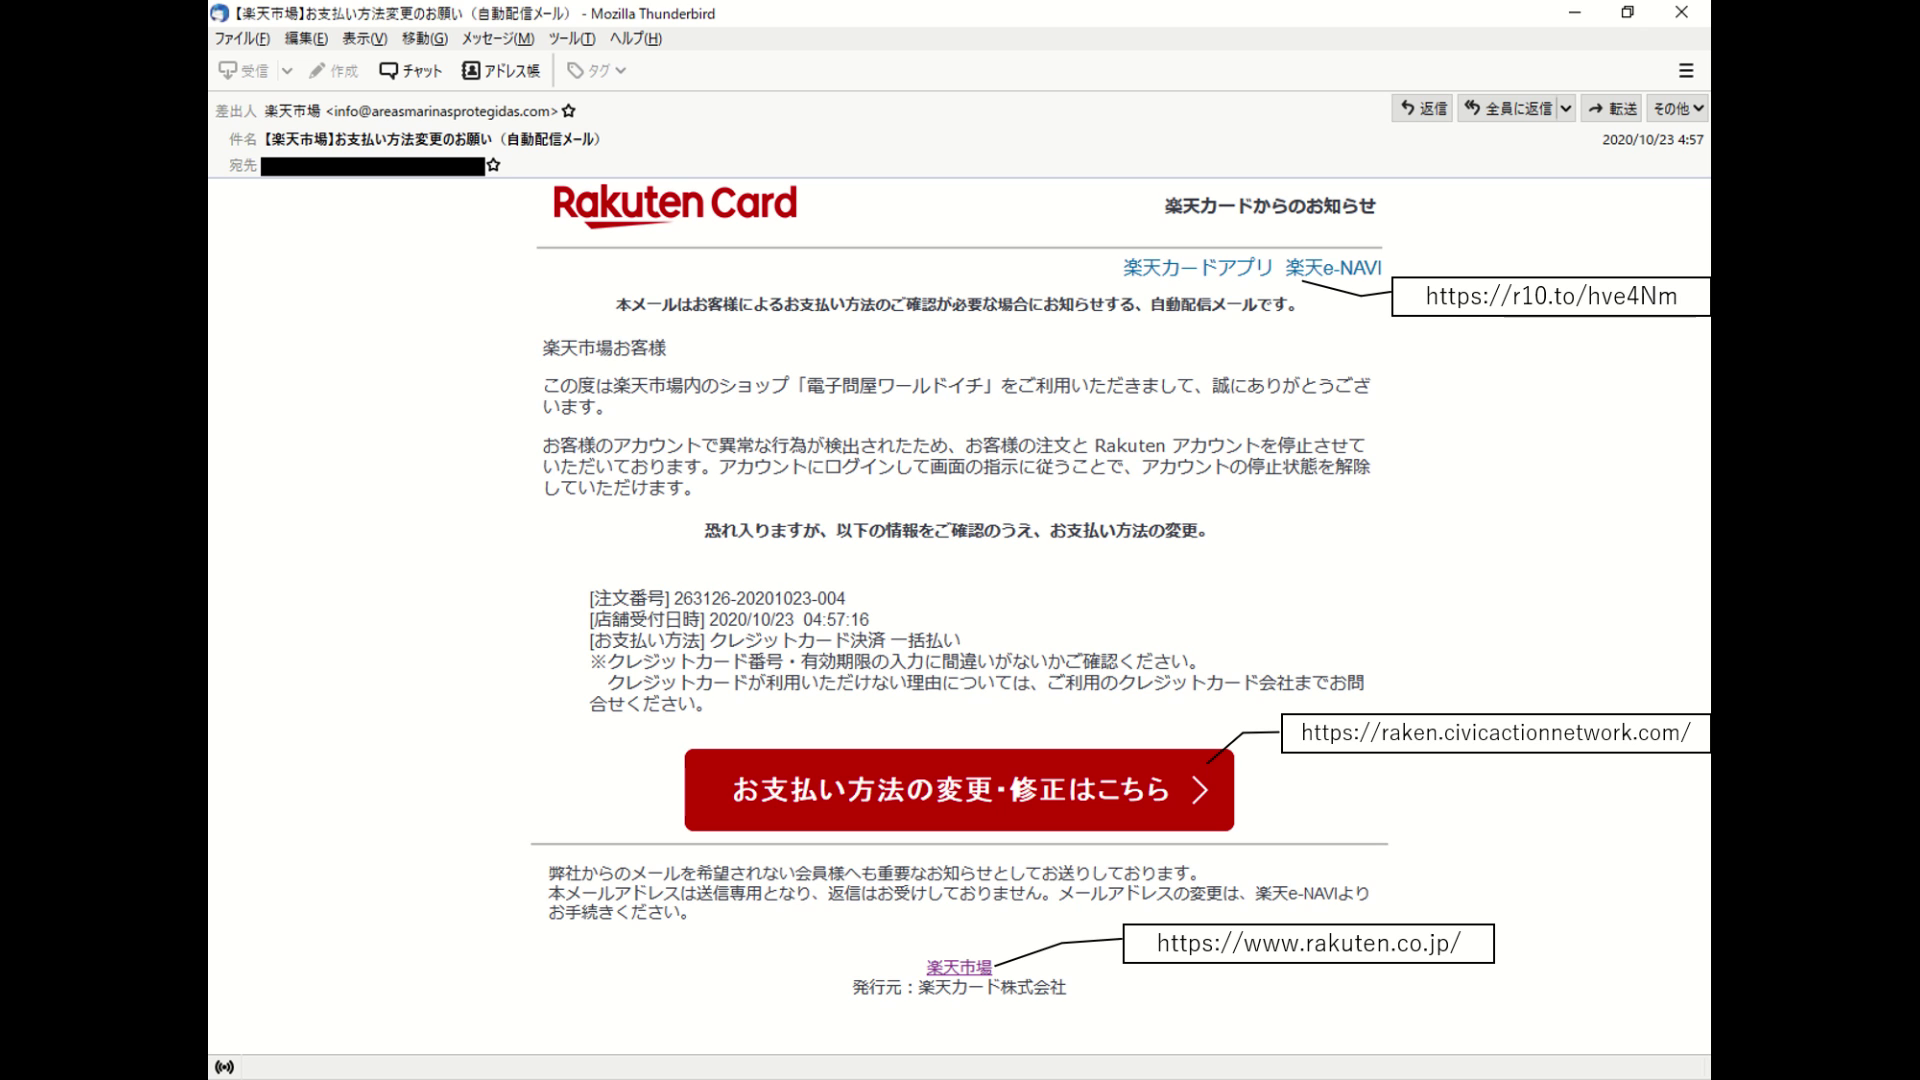 【楽天市場】お支払い方法変更のお願い（自動配信メール） - Mozilla Thunderbird
ファイル(F) 編集(E) 表示(V) 移動(G) メッセージ(M) ツール(T) ヘルプ(H)
受信 作成 チャット アドレス帳 タグ
差出人 楽天市場 <info@areasmarinasprotegidas.com>
返信 全員に返信 転送 その他
件名 【楽天市場】お支払い方法変更のお願い（自動配信メール）
2020/10/23 4:57
宛先
Rakuten Card
楽天カードからのお知らせ
楽天カードアプリ 楽天e-NAVI
https://r10.to/hve4Nm
本メールはお客様によるお支払い方法のご確認が必要な場合にお知らせする、自動配信メールです。
楽天市場お客様
この度は楽天市場内のショップ「電子問屋ワールドイチ」をご利用いただきまして、誠にありがとうござ
います。
お客様のアカウントで異常な行為が検出されたため、お客様の注文と Rakuten アカウントを停止させて
いただいております。アカウントにログインして画面の指示に従うことで、アカウントの停止状態を解除
していただけます。
恐れ入りますが、以下の情報をご確認のうえ、お支払い方法の変更。
[注文番号] 263126-20201023-004
[店舗受付日時] 2020/10/23 04:57:16
[お支払い方法] クレジットカード決済 一括払い
※クレジットカード番号・有効期限の入力に間違いがないかご確認ください。
クレジットカードが利用いただけない理由については、ご利用のクレジットカード会社までお問
合せください。
https://raken.civicactionnetwork.com/
お支払い方法の変更・修正はこちら
弊社からのメールを希望されない会員様へも重要なお知らせとしてお送りしております。
本メールアドレスは送信専用となり、返信はお受けしておりません。メールアドレスの変更は、楽天e-NAVIより
お手続きください。
https://www.rakuten.co.jp/
楽天市場
発行元：楽天カード株式会社